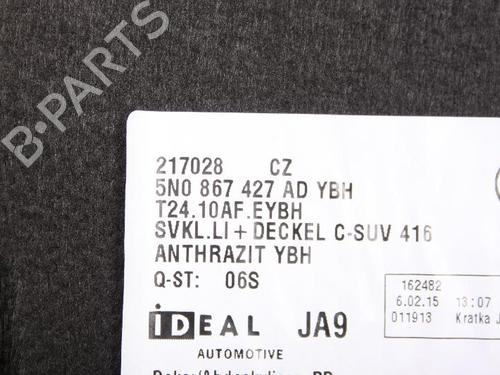 B-PARTS
217028 CZ
5N0 867 427 AD YBH
T24.10AF.EYBH
SVKL.LI+DECKEL C-SUV 416
ANTHRAZIT YBH
Q-ST: 06S
162482
6.02.15 13:07
011913 Kratka J
iDEAL JA9
AUTOMOTIVE